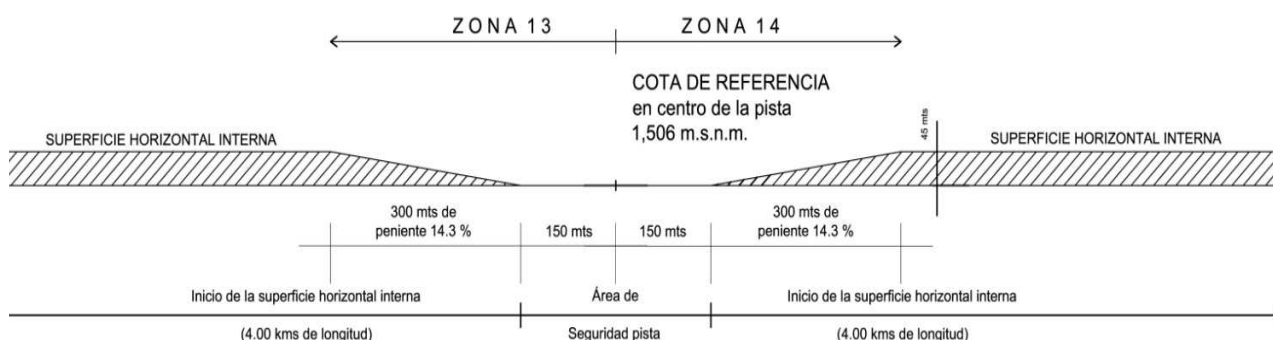 ZONA 13
ZONA 14
COTA DE REFERENCIA
en centro de la pista
1,506 m.s.n.m.
SUPERFICIE HORIZONTAL INTERNA
45 mts
SUPERFICIE HORIZONTAL INTERNA
300 mts de
peniente 14.3 %
150 mts
150 mts
300 mts de
peniente 14.3 %
Inicio de la superficie horizontal interna
Área de
Inicio de la superficie horizontal interna
(4.00 kms de longitud)
Seguridad pista
(4.00 kms de longitud)